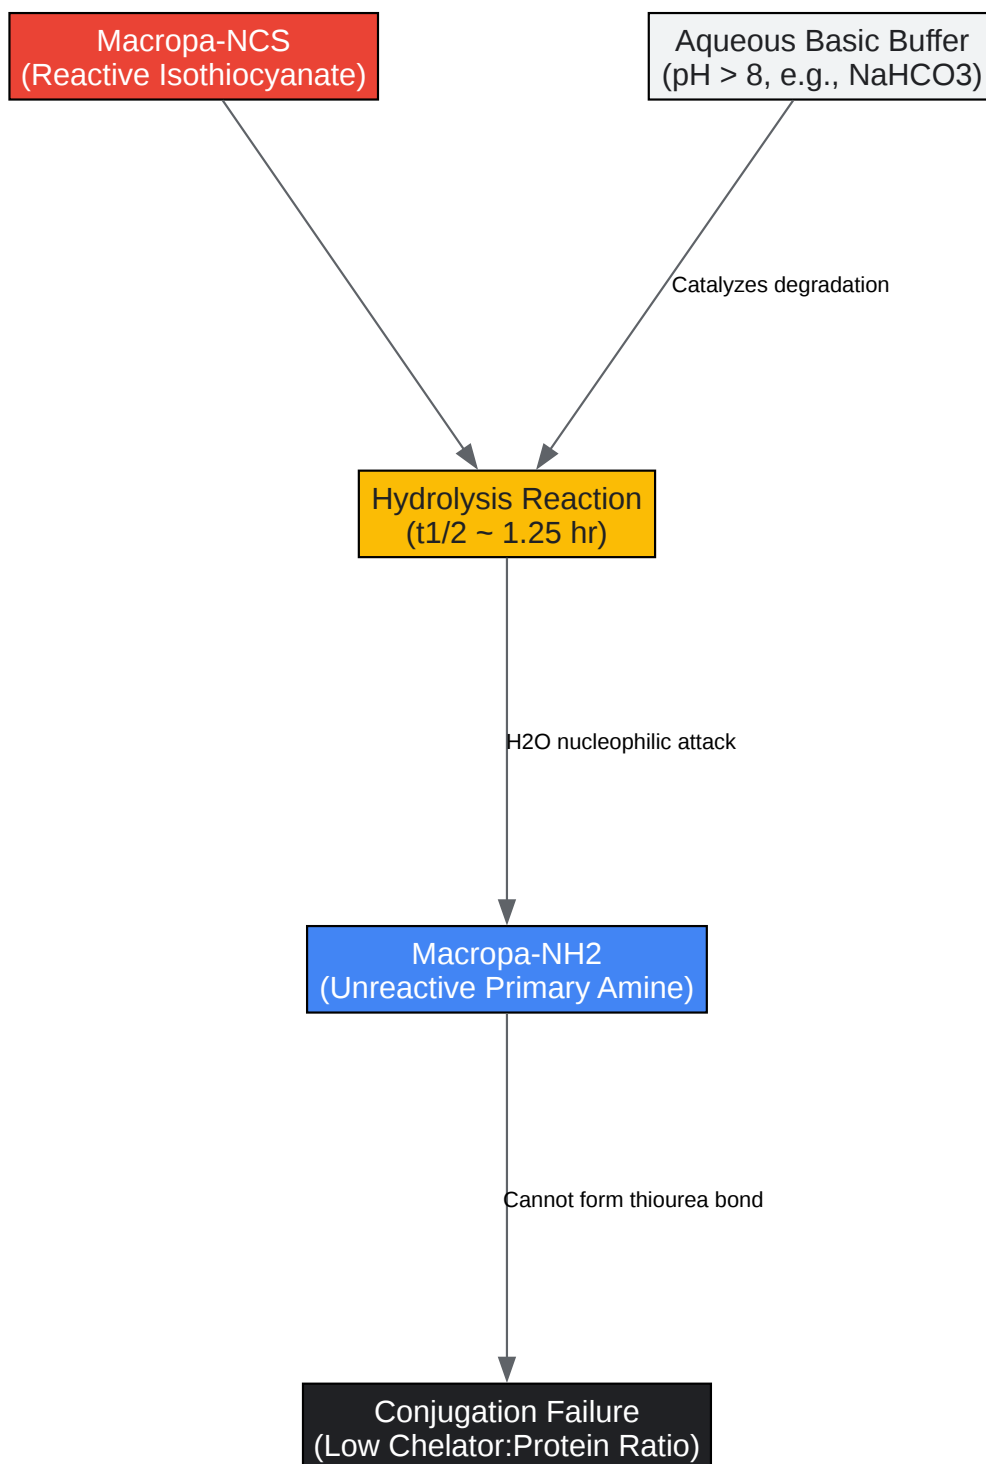 Macropa-NCS
(Reactive Isothiocyanate)
Aqueous Basic Buffer
(pH > 8, e.g., NaHCO3)
Catalyzes degradation
Hydrolysis Reaction
(t1/2 ~ 1.25 hr)
H2O nucleophilic attack
Macropa-NH2
(Unreactive Primary Amine)
Cannot form thiourea bond
Conjugation Failure
(Low Chelator:Protein Ratio)